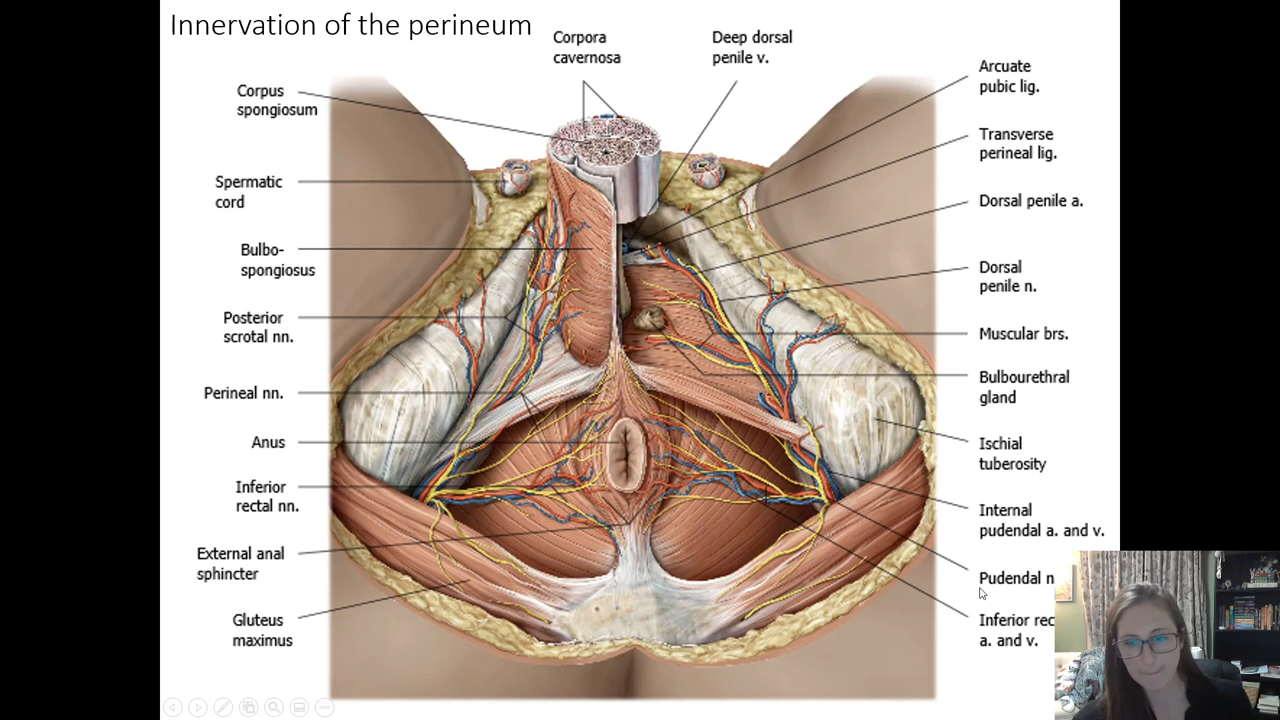 Innervation of the perineum
Corpora
cavernosa
Deep dorsal
penile v.
Corpus
spongiosum
Spermatic
cord
Bulbo-
spongiosus
Posterior
scrotal nn.
Perineal nn.
Anus
Inferior
rectal nn.
External anal
sphincter
Gluteus
maximus
Arcuate
pubic lig.
Transverse
perineal lig.
Dorsal penile a.
Dorsal
penile n.
Muscular brs.
Bulbourethral
gland
Ischial
tuberosity
Internal
pudendal a. and v.
Pudendal n
Inferior rec
a. and v.